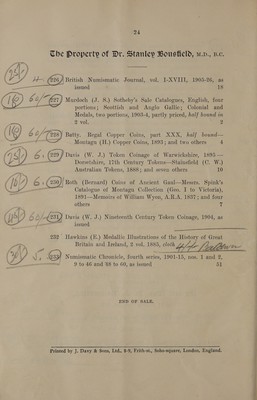 24
The Property of Dr. Stanley Bousfield, M.D., B.C.
226 British Numismatic Journal, vol. I-XVIII, 1903-26, as
issued 18
227 Murdoch (J. S.) Sotheby's Sale Catalogues, English, four
portions; Scottish and Anglo Gallic; Colonial and
Medals, two portions, 1903-4, partly priced, half bound in
2 vol. 2
228 Batty. Regal Copper Coins, part XXX, half bound—
Montagu (H.) Copper Coins, 1893; and two others 4
229 Davis (W. J.) Token Coinage of Warwickshire, 1895—
Dorsetshire, 17th Century Tokens—Stainsfield (C. W.)
Australian Tokens, 1883; and seven others 10
230 Roth (Bernard) Coins of Ancient Gaul—Messrs. Spink's
Catalogue of Montagu Collection (Geo. I to Victoria),
1891—Memoirs of William Wyon, A.R.A. 1837; and four
others 7
231 Davis (W. J.) Nineteenth Century Token Coinage, 1904, as
issued
232 Hawkins (E.) Medallic Illustrations of the History of Great
Britain and Ireland, 2 vol. 1885, cloth
233 Numismatic Chronicle, fourth series, 1901-15, nos. 1 and 2,
9 to 46 and 48 to 60, as issued 51
END OF SALE.
Printed by J. Davy & Sons, Ltd., 8-9, Frith-st., Soho-square, London, England.